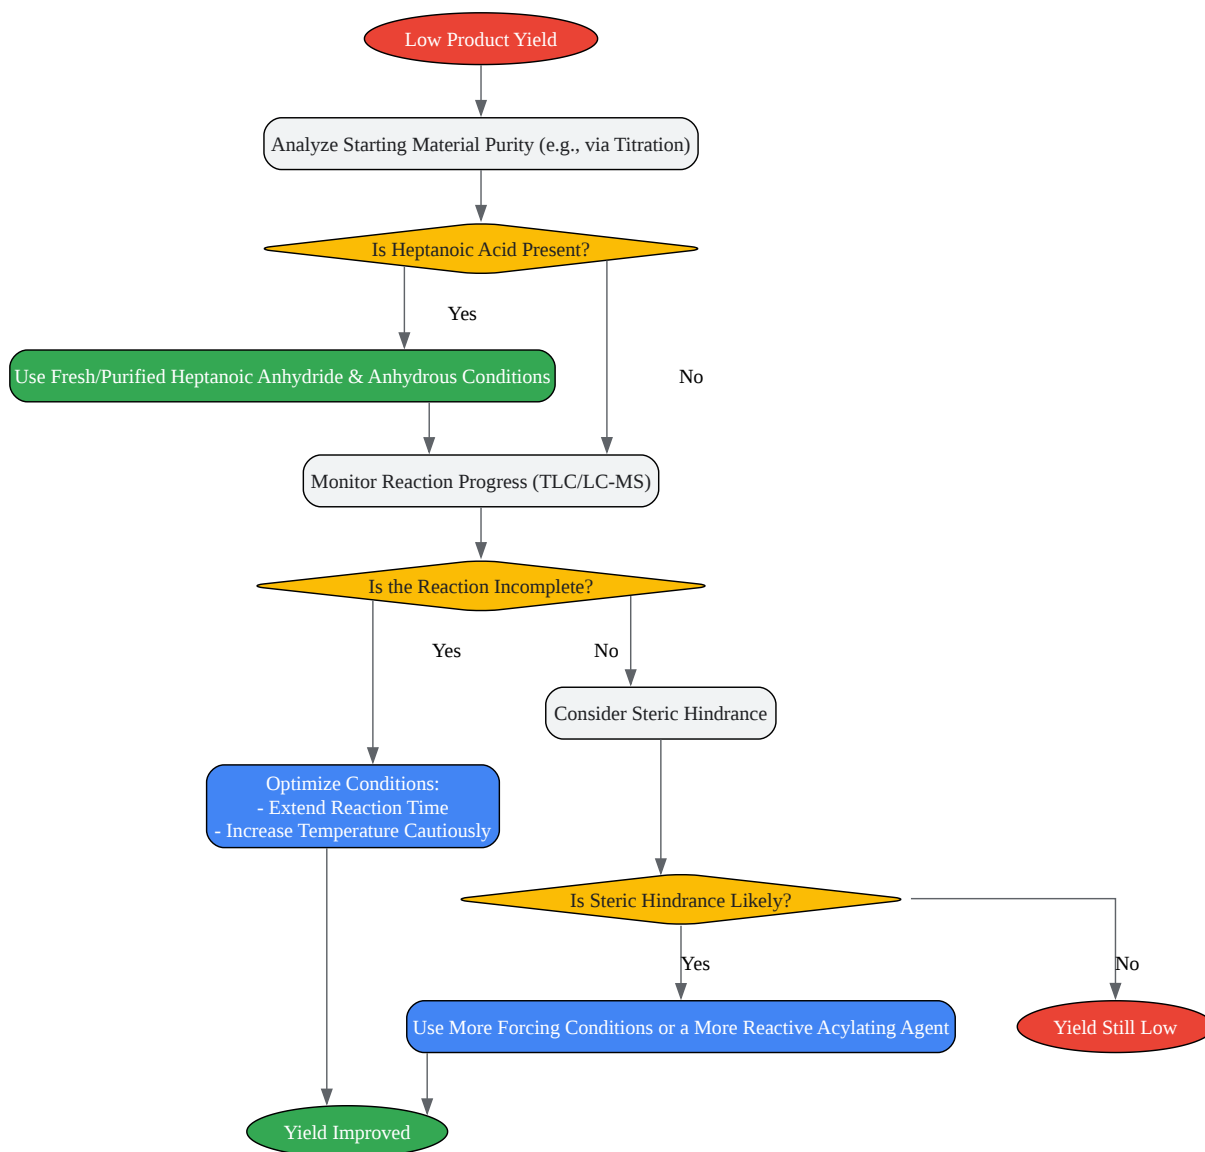 Low Product Yield
Analyze Starting Material Purity (e.g., via Titration)
Is Heptanoic Acid Present?
Yes
Use Fresh/Purified Heptanoic Anhydride & Anhydrous Conditions
No
Monitor Reaction Progress (TLC/LC-MS)
Is the Reaction Incomplete?
Yes
No
Consider Steric Hindrance
Optimize Conditions:
- Extend Reaction Time
- Increase Temperature Cautiously
Is Steric Hindrance Likely?
Yes
No
Use More Forcing Conditions or a More Reactive Acylating Agent
Yield Still Low
Yield Improved